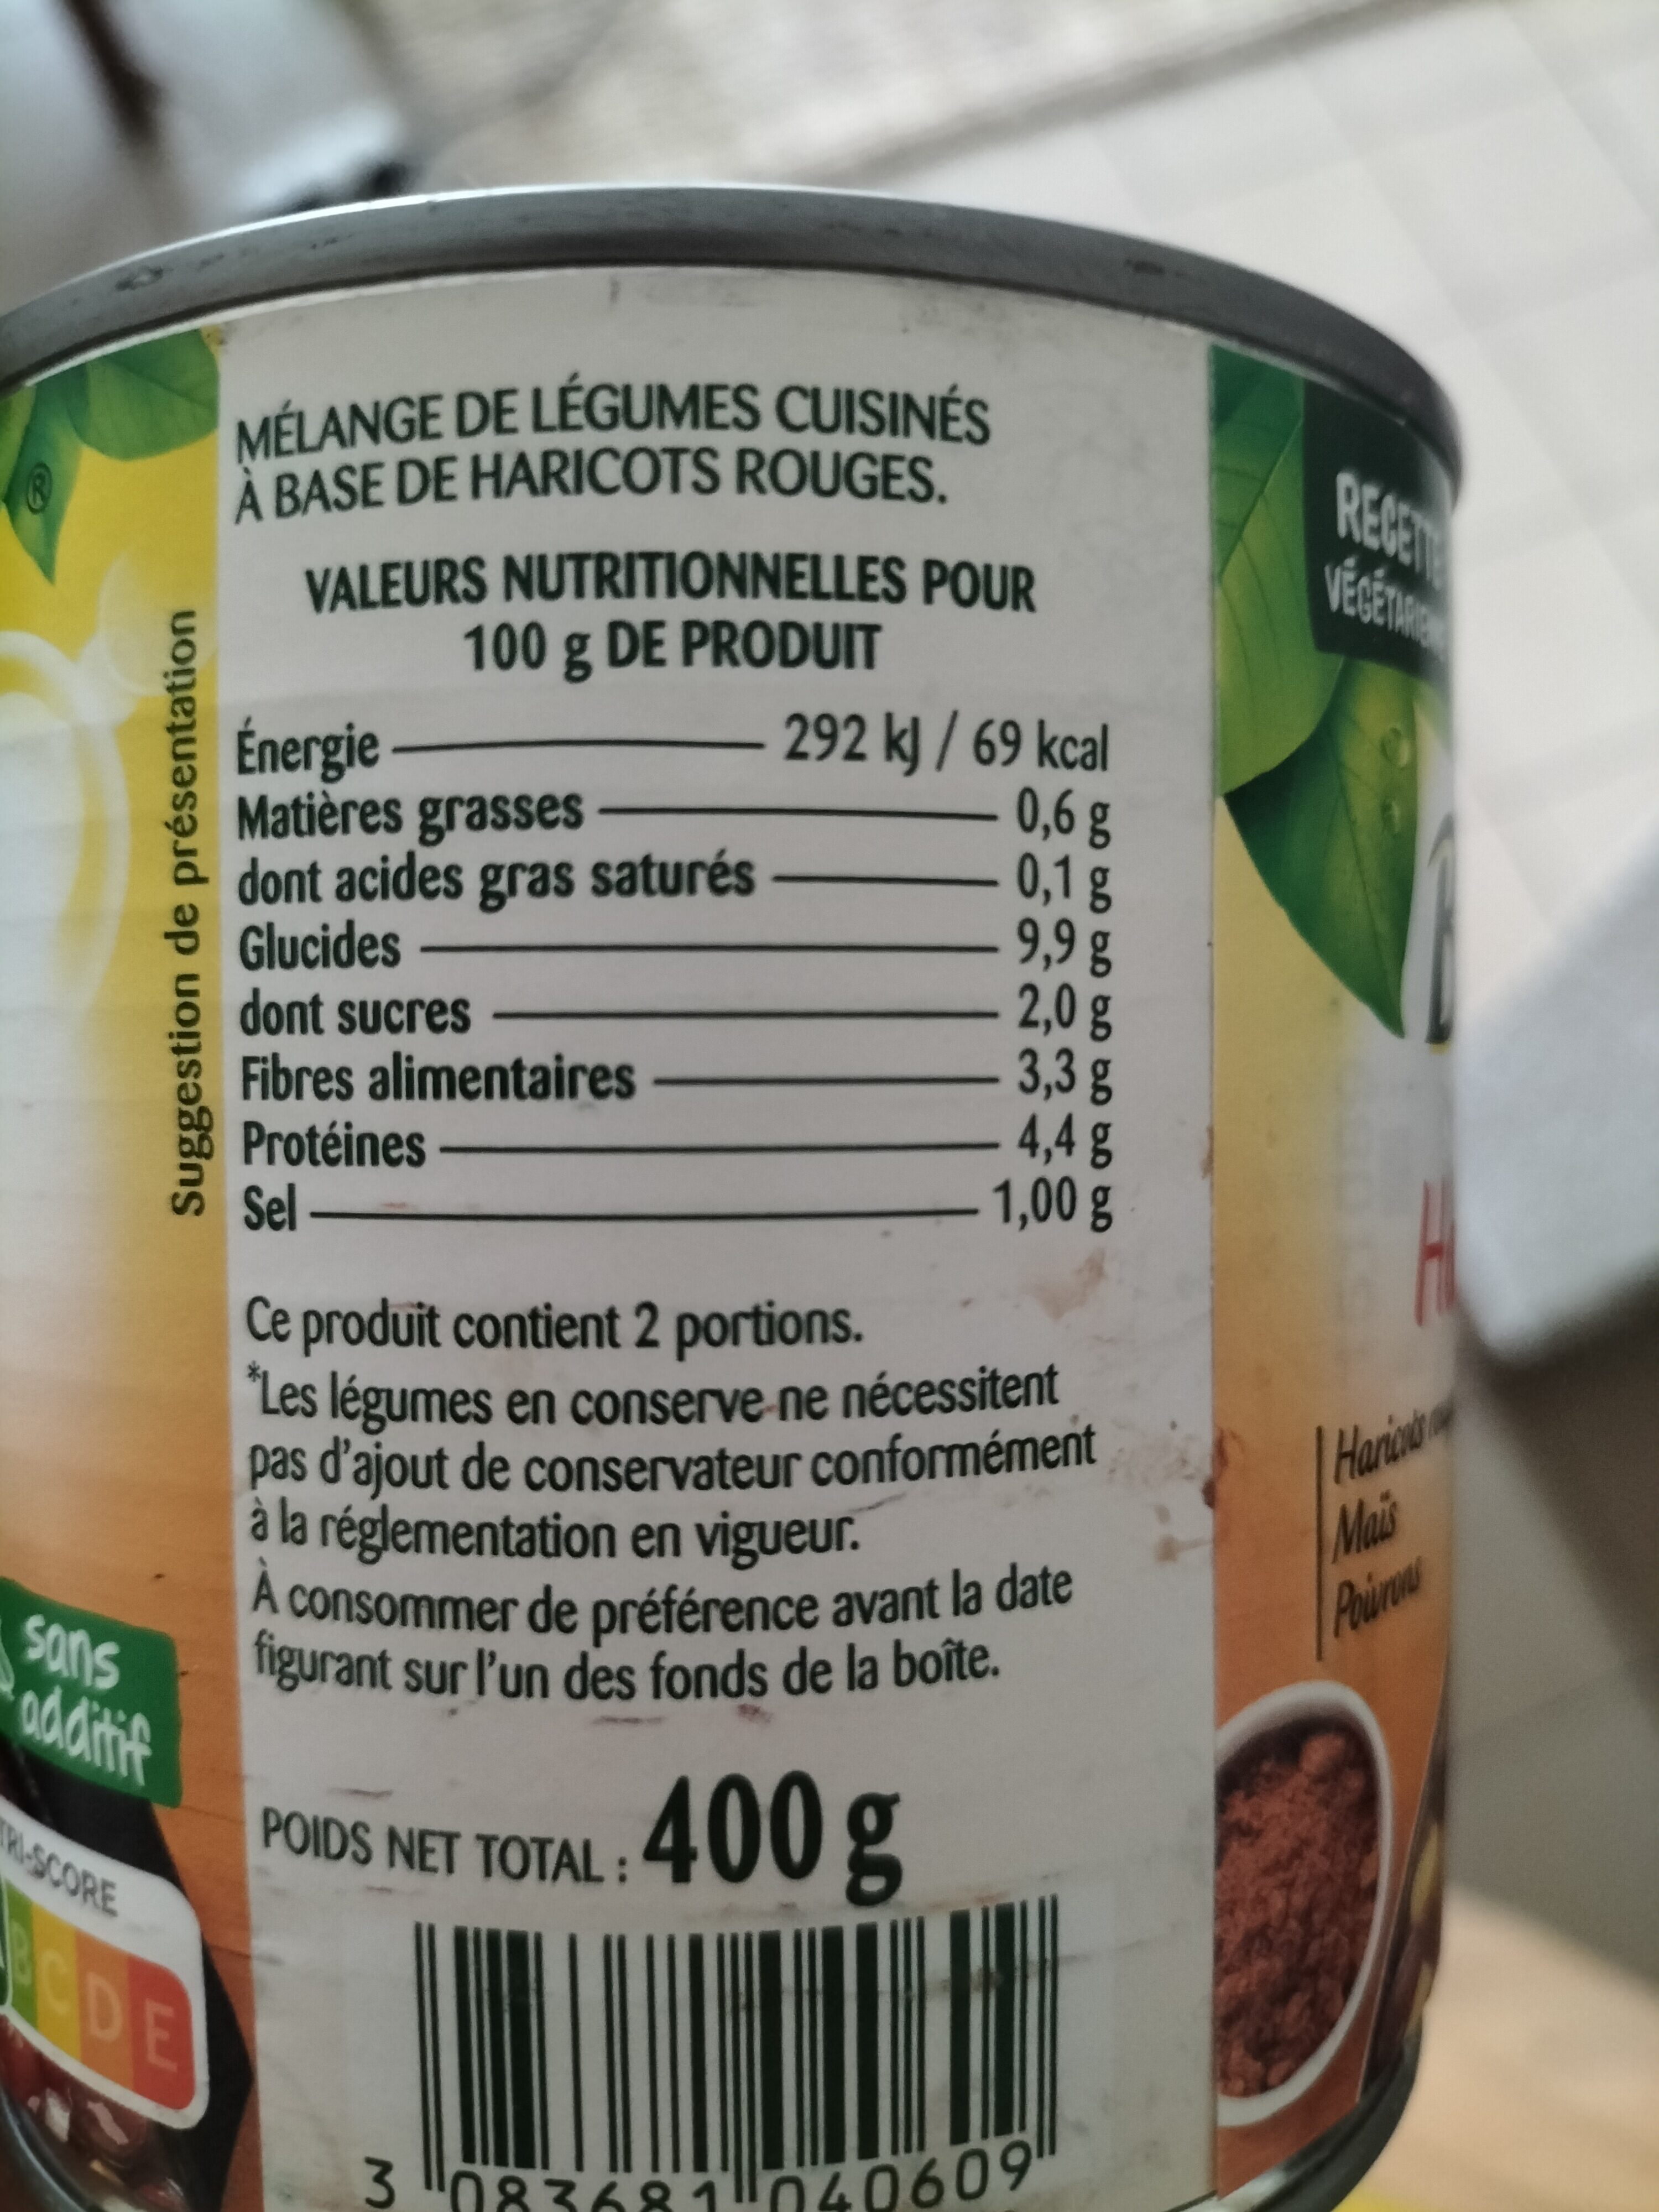 ®
Suggestion de présentation
MÉLANGE DE LÉGUMES CUISINÉS
À BASE DE HARICOTS ROUGES.
VALEURS NUTRITIONNELLES POUR
100 g DE PRODUIT
Énergie 292 kJ / 69 kcal
Matières grasses 0,6 g
dont acides gras saturés 0,1 g
Glucides 9,9 g
dont sucres 2,0 g
Fibres alimentaires 3,3 g
Protéines 4,4 g
Sel 1,00 g
Ce produit contient 2 portions.
*Les légumes en conserve ne nécessitent
pas d'ajout de conservateur conformément
à la réglementation en vigueur.
À consommer de préférence avant la date
figurant sur l'un des fonds de la boîte.
POIDS NET TOTAL : 400 g
3 083681 040609
sans
additif
TRI-SCORE
B C D E
RECETTE
VÉGÉTARIENNE
Haricots
Maïs
Poivrons